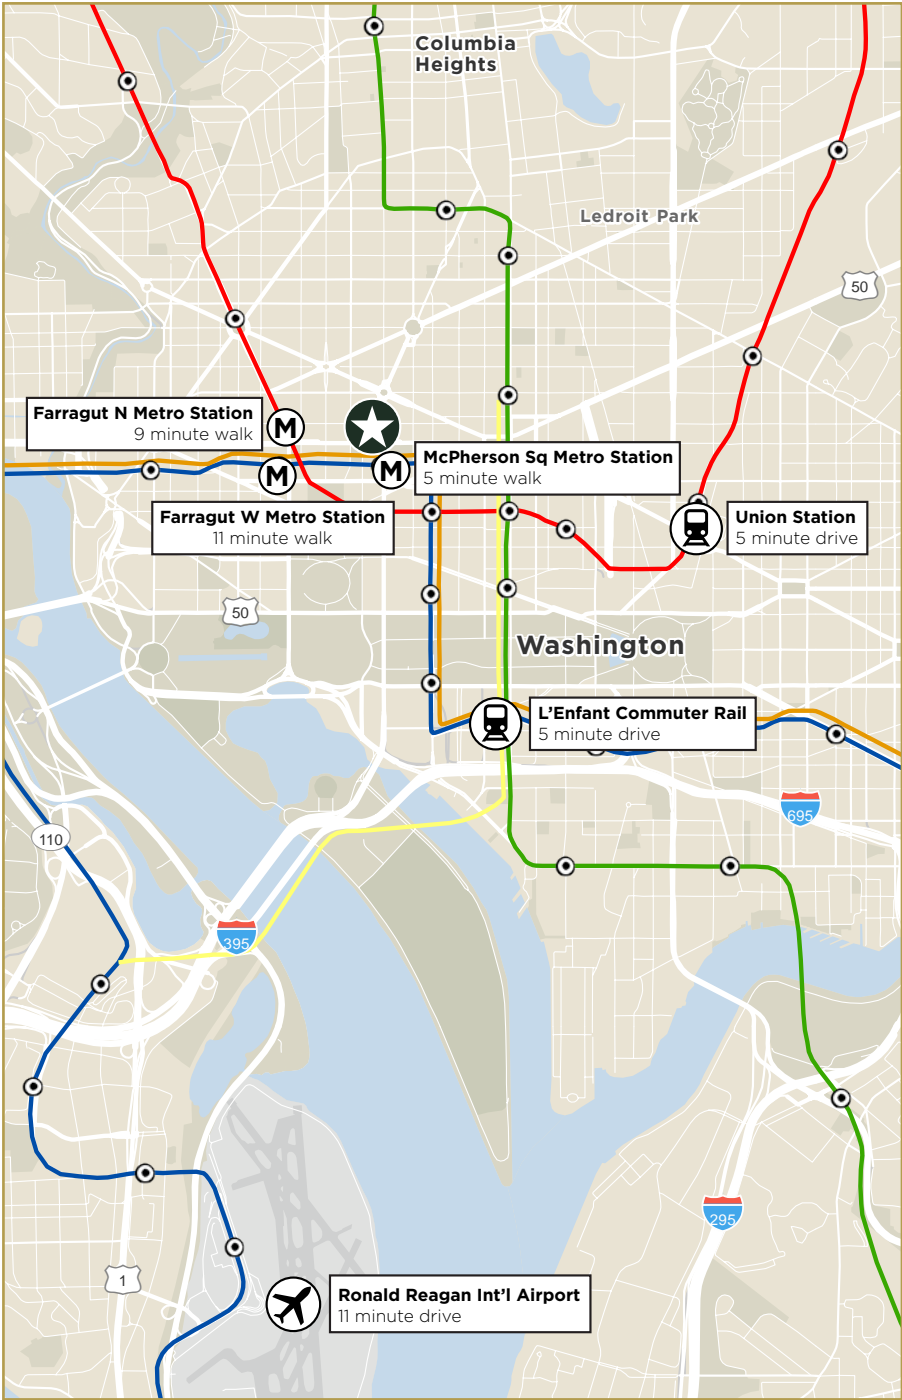 Columbia
Heights
Ledroit Park
50
Farragut N Metro Station
9 minute walk
M
M
M
McPherson Sq Metro Station
5 minute walk
Farragut W Metro Station
11 minute walk
Union Station
5 minute drive
50
Washington
L'Enfant Commuter Rail
5 minute drive
695
110
395
295
1
Ronald Reagan Int'l Airport
11 minute drive